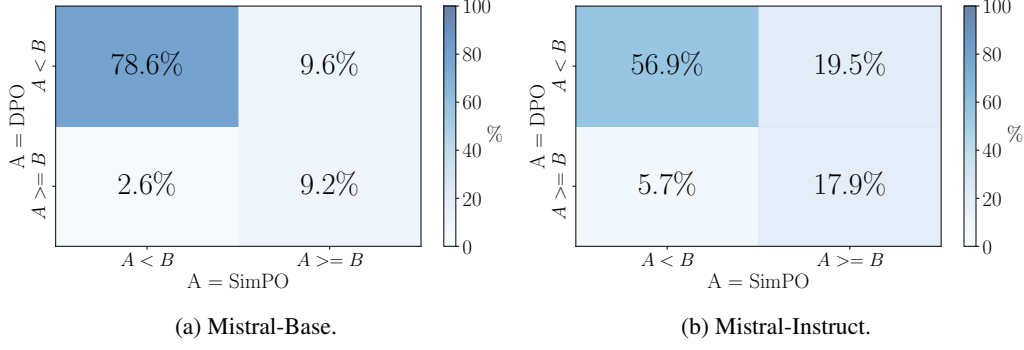 100
80
60
40
20
0
%
A < B
A >= B
A = DPO
78.6%
9.6%
2.6%
9.2%
A < B
A >= B
A = SimPO
(a) Mistral-Base.
100
80
60
40
20
0
%
A < B
A >= B
A = DPO
56.9%
19.5%
5.7%
17.9%
A < B
A >= B
A = SimPO
(b) Mistral-Instruct.